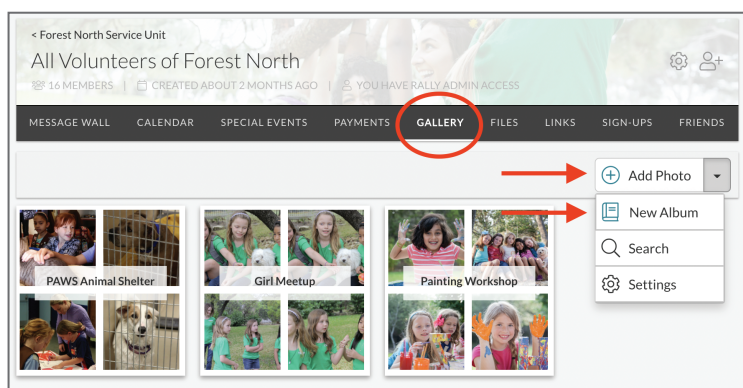 < Forest North Service Unit
All Volunteers of Forest North
16 MEMBERS | CREATED ABOUT 2 MONTHS AGO | YOU HAVE RALLY ADMIN ACCESS
MESSAGE WALL CALENDAR SPECIAL EVENTS PAYMENTS GALLERY FILES LINKS SIGN-UPS FRIENDS
Add Photo
New Album
Search
Settings
PAWS Animal Shelter Girl Meetup Painting Workshop